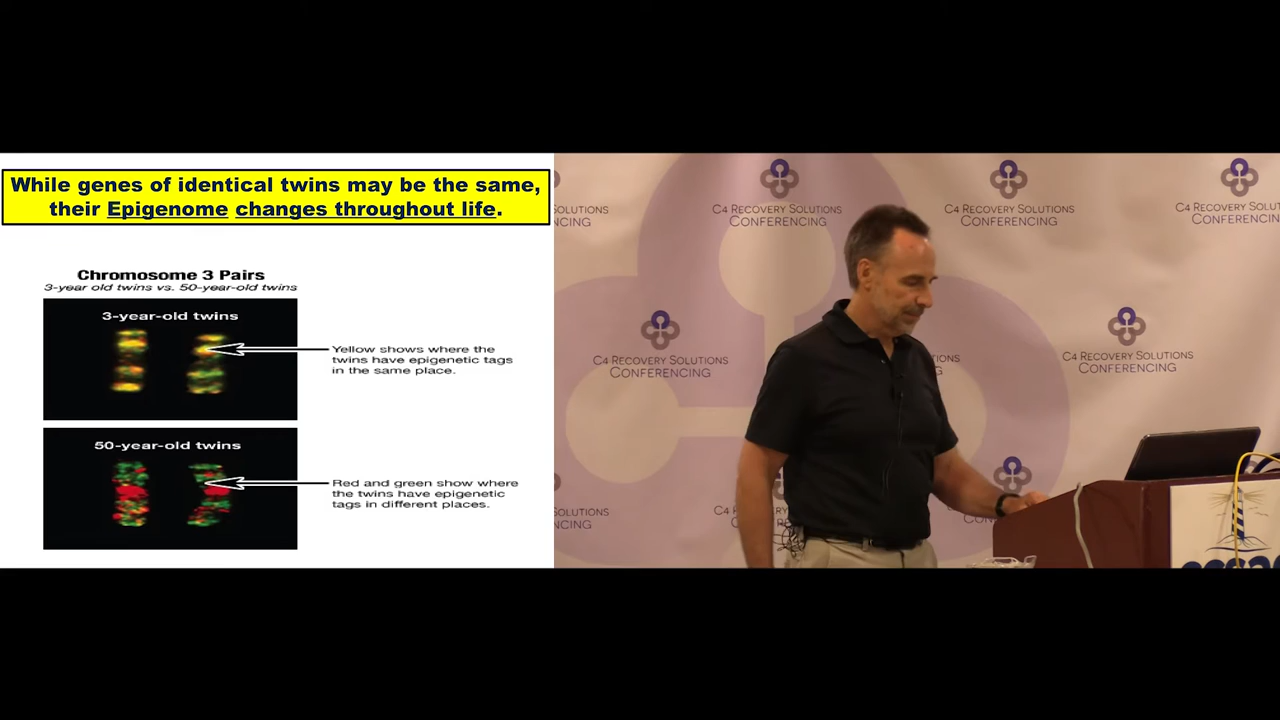 While genes of identical twins may be the same,
their Epigenome changes throughout life.
Chromosome 3 Pairs
3-year old twins vs. 50-year-old twins
3-year-old twins
Yellow shows where the
twins have epigenetic tags
in the same place.
50-year-old twins
Red and green show where
the twins have epigenetic
tags in different places.
SOLUTIONS
NCING
C4 RECOVERY SOLUTIONS
CONFERENCING
C4 RECOVERY SOLUTIONS
CONFERENCING
C4 RECOVERY SOLUTIONS
CONFERENCING
C4 RECOVERY SOLUTIONS
CONFERENCING
SOLUTIONS
NCING